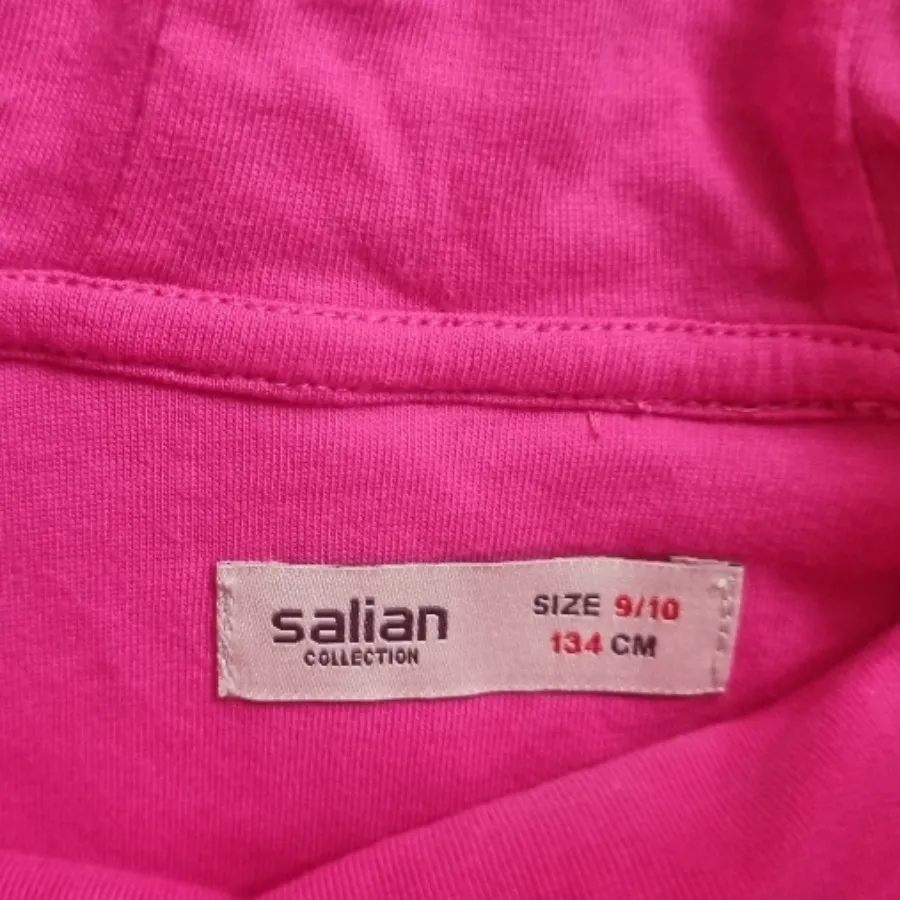 salian
COLLECTION
SIZE 9/10
134 CM